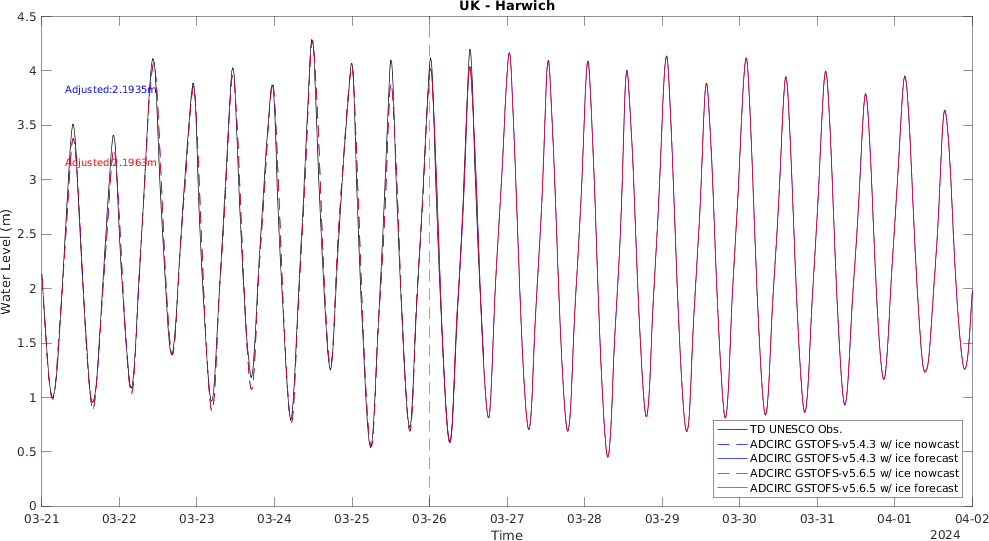 UK - Harwich
4.5
4
3.5
3
2.5
2
1.5
1
0.5
0
Water Level (m)
Adjusted:2.1935m
Adjusted:2.1963m
TD UNESCO Obs.
ADCIRC GSTOFS-v5.4.3 w/ ice nowcast
ADCIRC GSTOFS-v5.4.3 w/ ice forecast
ADCIRC GSTOFS-v5.6.5 w/ ice nowcast
ADCIRC GSTOFS-v5.6.5 w/ ice forecast
03-21 03-22 03-23 03-24 03-25 03-26 03-27 03-28 03-29 03-30 03-31 04-01 04-02
Time
2024